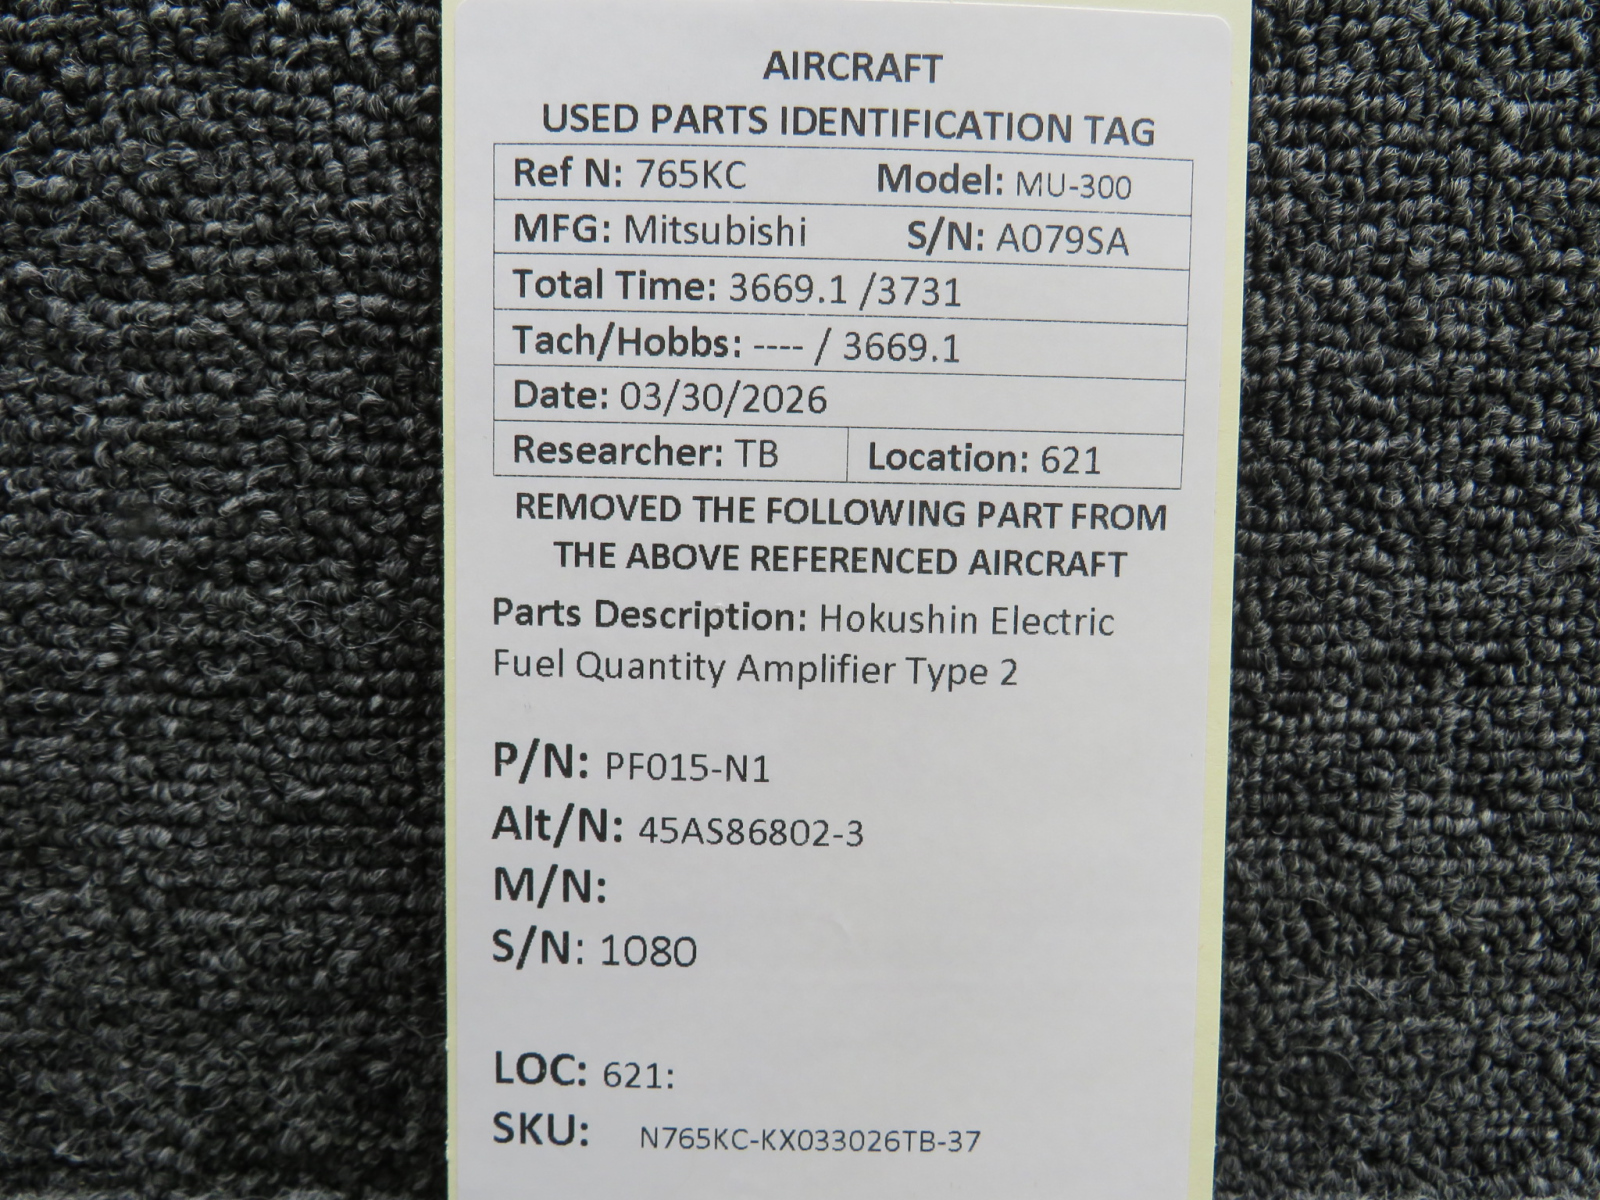 AIRCRAFT
USED PARTS IDENTIFICATION TAG
Ref N: 765KC Model: MU-300
MFG: Mitsubishi S/N: A079SA
Total Time: 3669.1 /3731
Tach/Hobbs: ---- / 3669.1
Date: 03/30/2026
Researcher: TB Location: 621
REMOVED THE FOLLOWING PART FROM
THE ABOVE REFERENCED AIRCRAFT
Parts Description: Hokushin Electric
Fuel Quantity Amplifier Type 2
P/N: PF015-N1
Alt/N: 45AS86802-3
M/N:
S/N: 1080
LOC: 621:
SKU: N765KC-KX033026TB-37